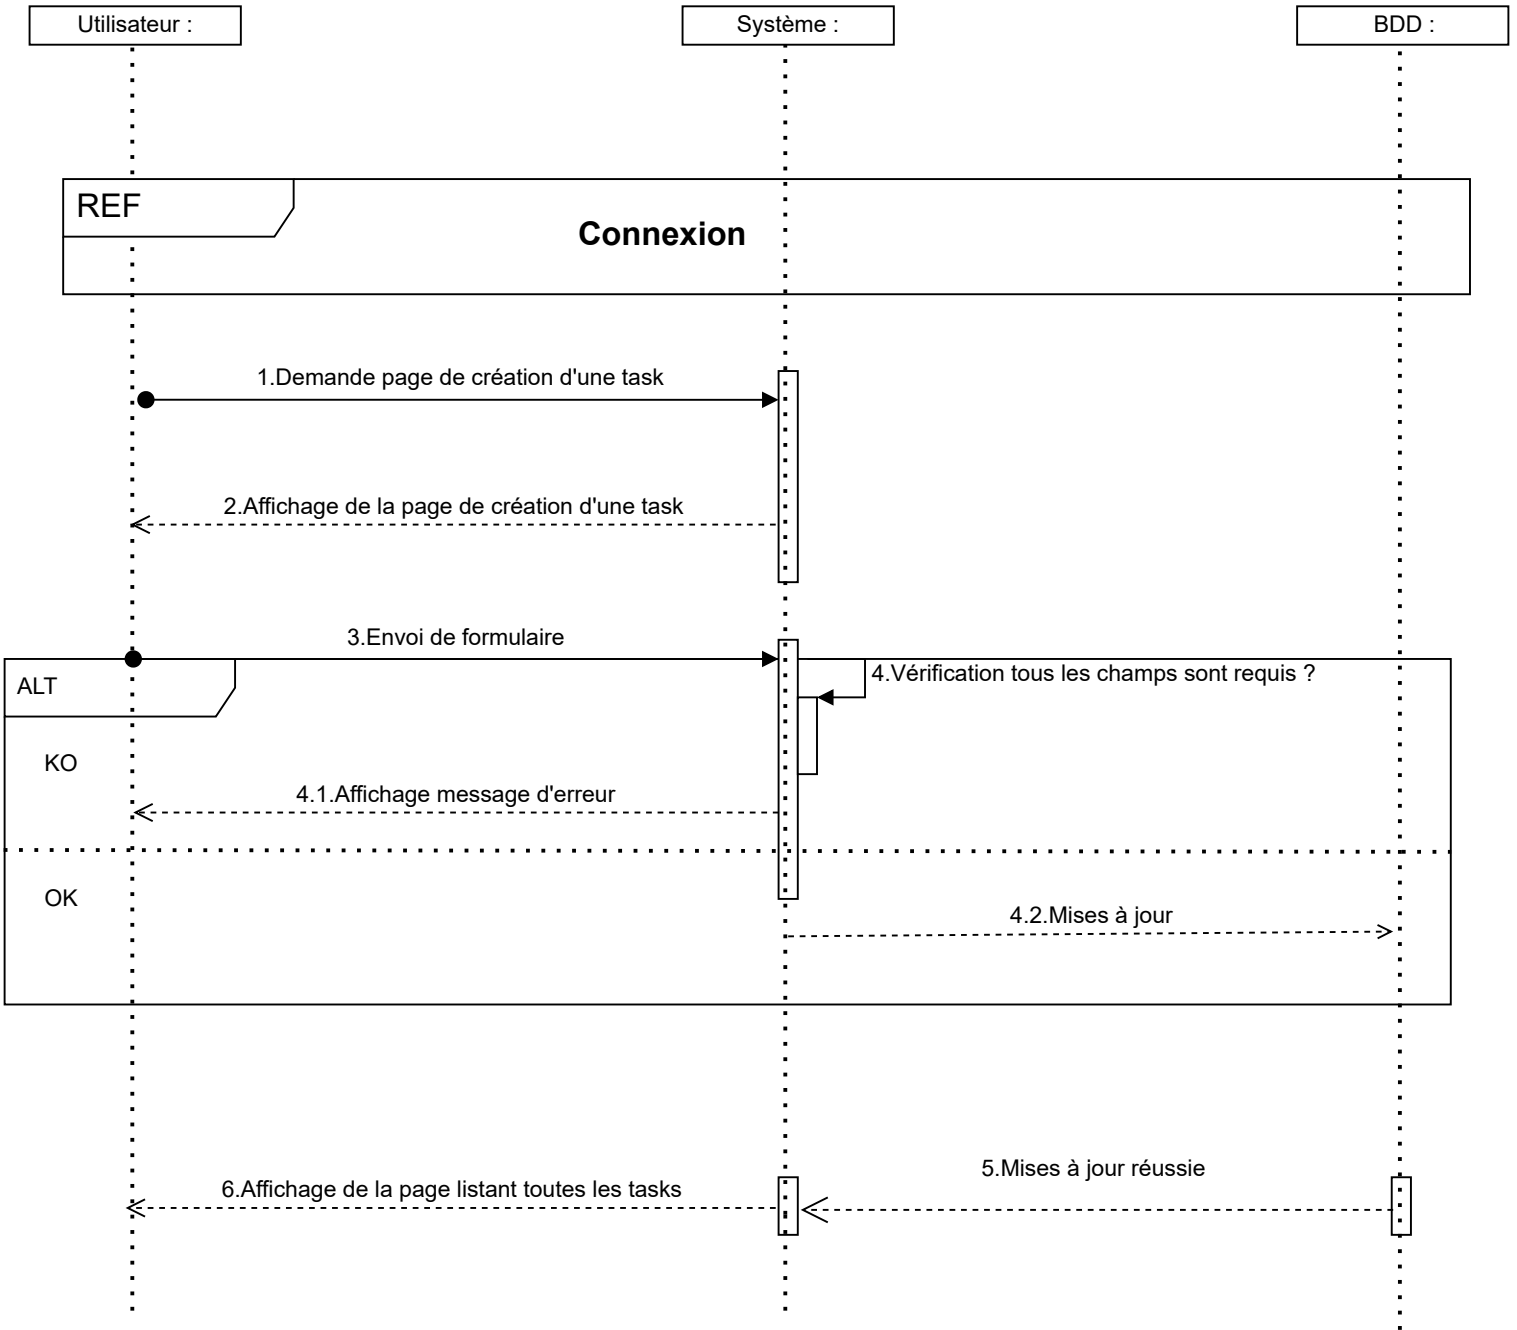 Utilisateur :
Système :
BDD :
REF
Connexion
1.Demande page de création d'une task
2.Affichage de la page de création d'une task
3.Envoi de formulaire
ALT
4.Vérification tous les champs sont requis ?
KO
4.1.Affichage message d'erreur
OK
4.2.Mises à jour
5.Mises à jour réussie
6.Affichage de la page listant toutes les tasks